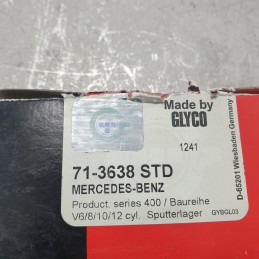 Made by
GLYCO
1241
71-3638 STD
MERCEDES-BENZ
Product. series 400 / Baureihe
V6/8/10/12 cyl. Sputterlager
GYBGL03
D-65201 Wiesbaden Germany